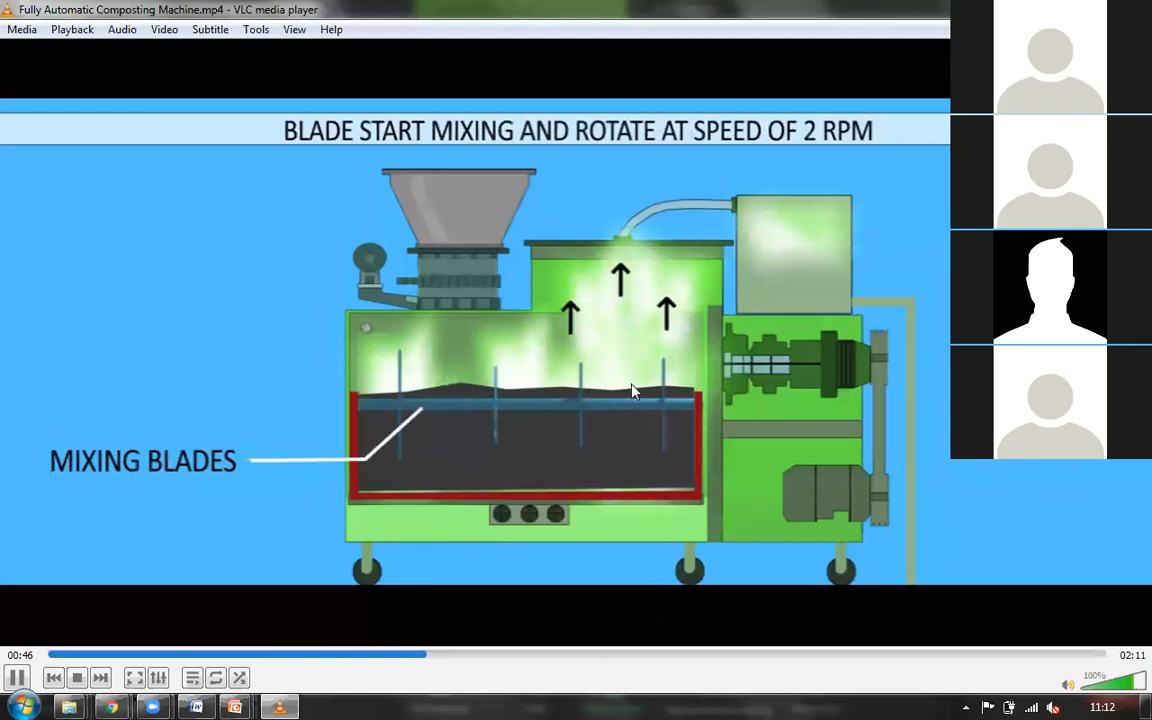 Fully Automatic Composting Machine.mp4 - VLC media player
Media Playback Audio Video Subtitle Tools View Help
BLADE START MIXING AND ROTATE AT SPEED OF 2 RPM
MIXING BLADES
00:46
02:11
100%
11:12